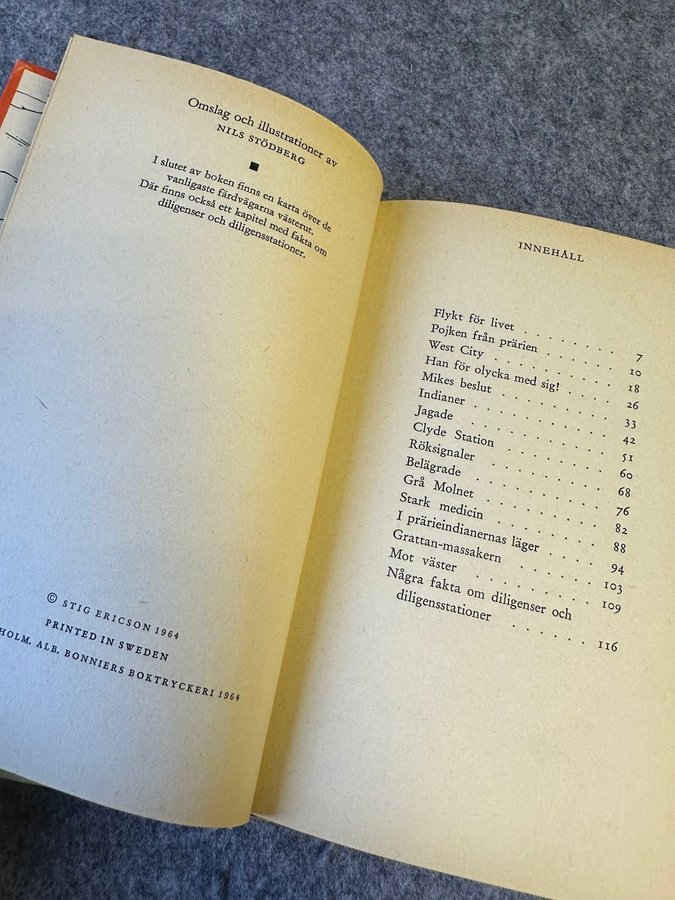 Omslag och illustrationer av
NILS STÖDBERG
I slutet av boken finns en karta över de
vanligaste färdvägarna västerut.
Där finns också ett kapitel med fakta om
diligenser och diligensstationer.
© STIG ERICSON 1964
PRINTED IN SWEDEN
HOLM, ALB. BONNIERS BOKTRYCKERI 1964
INNEHÅLL
Flykt för livet . . . . . . . . 7
Pojken från prärien . . . . . . 10
West City . . . . . . . . . . 18
Han för olycka med sig! . . . . 26
Mikes beslut . . . . . . . . . 33
Indianer . . . . . . . . . . 42
Jagade . . . . . . . . . . . 51
Clyde Station . . . . . . . . 60
Röksignaler . . . . . . . . . 68
Belägrade . . . . . . . . . . 76
Grå Molnet . . . . . . . . . 82
Stark medicin . . . . . . . . 88
I prärieindianernas läger . . . . 94
Grattan-massakern . . . . . . . 103
Mot väster . . . . . . . . . 109
Några fakta om diligenser och
diligensstationer . . . . . . 116